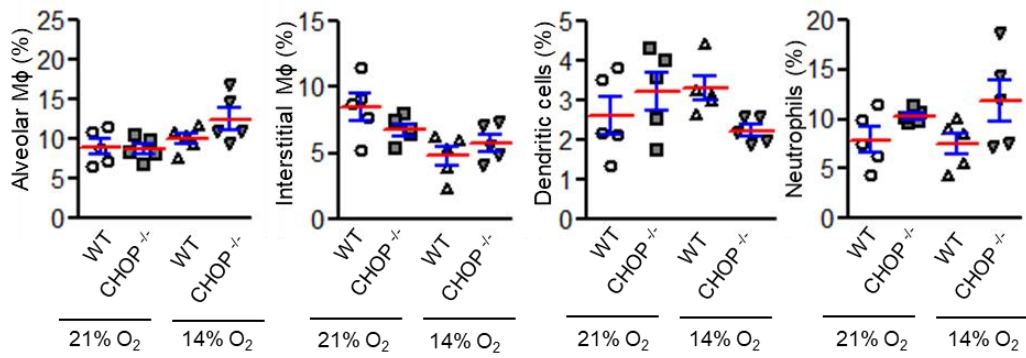 Alveolar Mϕ (%)
25
20
15
10
5
0
WT
CHOP -/-
WT
CHOP -/-
21% O2
14% O2
Interstitial Mϕ (%)
15
10
5
0
WT
CHOP -/-
WT
CHOP -/-
21% O2
14% O2
Dendritic cells (%)
5
4
3
2
1
0
WT
CHOP -/-
WT
CHOP -/-
21% O2
14% O2
Neutrophils (%)
20
15
10
5
0
WT
CHOP -/-
WT
CHOP -/-
21% O2
14% O2